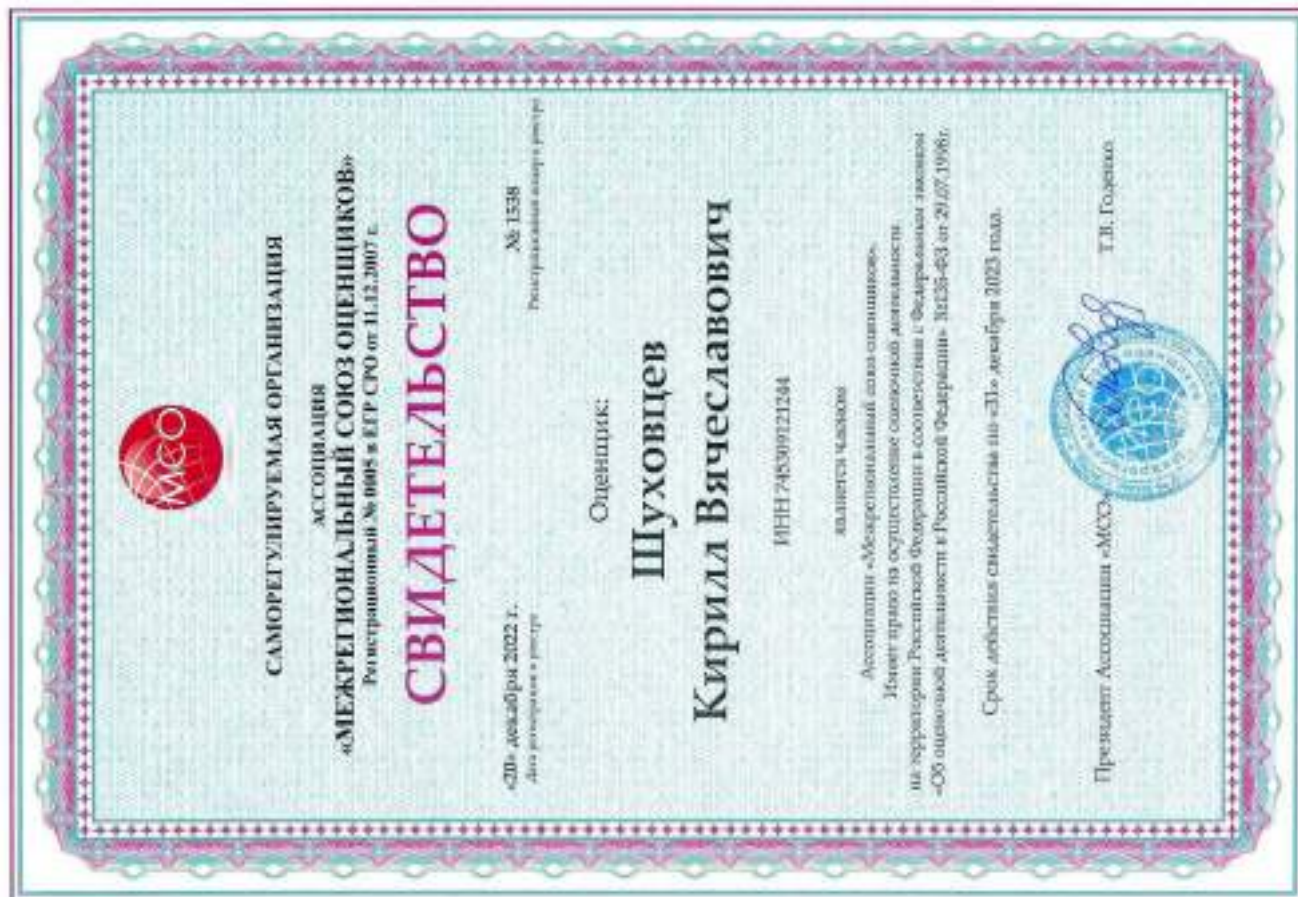 МСО
САМОРЕГУЛИРУЕМАЯ ОРГАНИЗАЦИЯ
АССОЦИАЦИЯ
«МЕЖРЕГИОНАЛЬНЫЙ СОЮЗ ОЦЕНЩИКОВ»
Регистрационный № 0005 в ЕГР СРО от 11.12.2007 г.
СВИДЕТЕЛЬСТВО
«20» декабря 2022 г. № 1538
Дата регистрации в реестре Регистрационный номер в реестре
Оценщик:
Шуховцев
Кирилл Вячеславович
ИНН 745309121244
является членом
Ассоциации «Межрегиональный союз оценщиков».
Имеет право на осуществление оценочной деятельности
на территории Российской Федерации в соответствии с Федеральным законом
«Об оценочной деятельности в Российской Федерации» №135-ФЗ от 29.07.1998г.
Срок действия свидетельства по «31» декабря 2023 года.
Президент Ассоциации «МСО» Т.В. Годенко